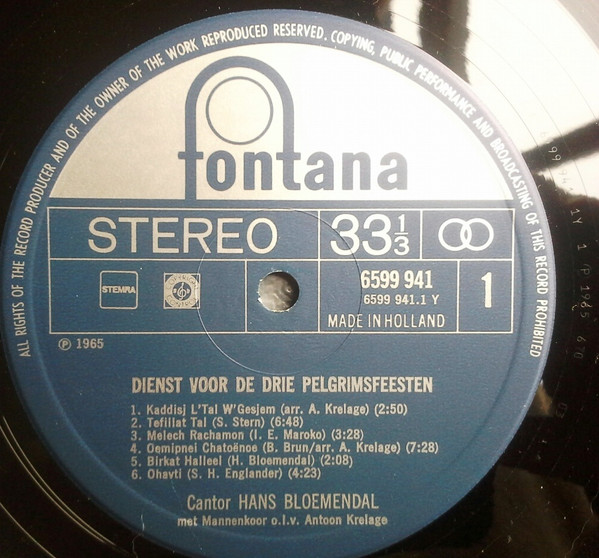 ALL RIGHTS OF THE RECORD PRODUCER AND OF THE OWNER OF THE WORK REPRODUCED RESERVED. COPYING, PUBLIC PERFORMANCE AND BROADCASTING OF THIS RECORD PROHIBITED
fontana
STEREO 33⅓
STEMRA
6599 941
6599 941.1 Y
1
MADE IN HOLLAND
℗ 1965
DIENST VOOR DE DRIE PELGRIMSFEESTEN
1. Kaddisj L'Tal W'Gesjem (arr. A. Krelage) (2:50)
2. Tefillat Tal (S. Stern) (6:48)
3. Melech Rachamon (I. E. Maroko) (3:28)
4. Oemipnei Chatoënoe (B. Brun/arr. A. Krelage) (7:28)
5. Birkat Halleel (H. Bloemendal) (2:08)
6. Ohavti (S. H. Englander) (4:23)
Cantor HANS BLOEMENDAL
met Mannenkoor o.l.v. Antoon Krelage